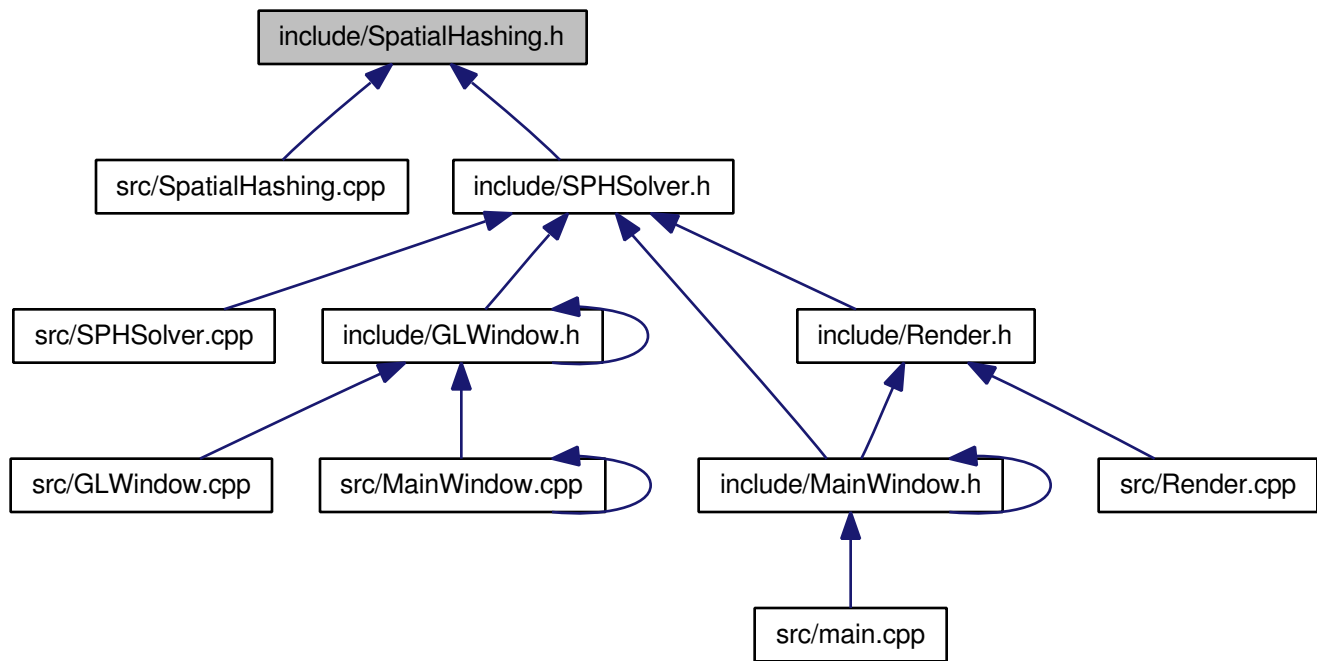 include/SpatialHashing.h
src/SpatialHashing.cpp
include/SPHSolver.h
src/SPHSolver.cpp
include/GLWindow.h
include/Render.h
src/GLWindow.cpp
src/MainWindow.cpp
include/MainWindow.h
src/Render.cpp
src/main.cpp